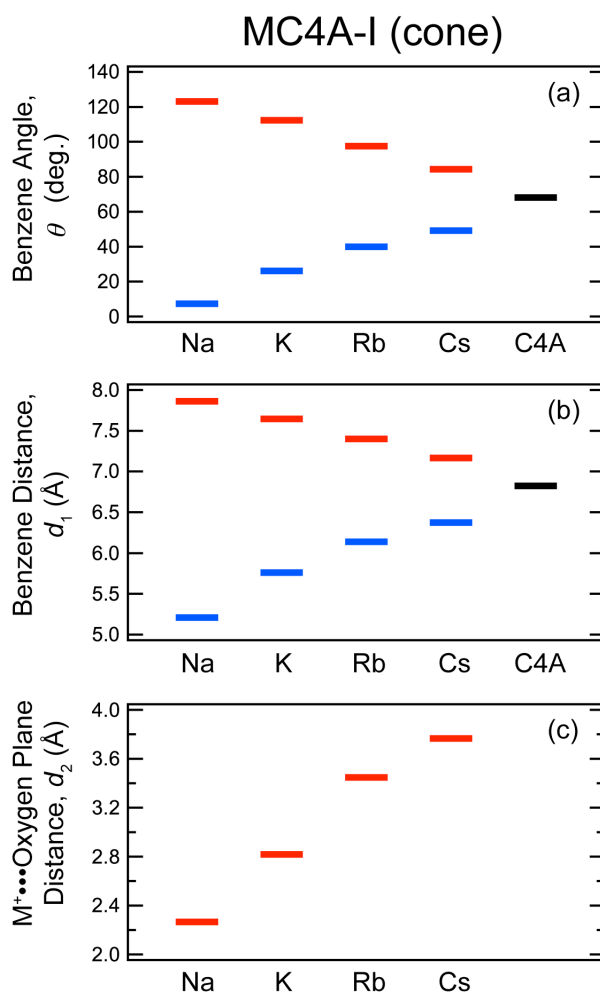 MC4A-I (cone)
Benzene Angle,
θ (deg.)
140
120
100
80
60
40
20
0
(a)
Na K Rb Cs C4A
Benzene Distance,
d1 (Å)
8.0
7.5
7.0
6.5
6.0
5.5
5.0
(b)
Na K Rb Cs C4A
M⁺•••Oxygen Plane
Distance, d2 (Å)
4.0
3.6
3.2
2.8
2.4
2.0
(c)
Na K Rb Cs